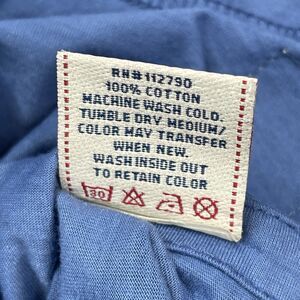 RN#112790
100% COTTON
MACHINE WASH COLD.
TUMBLE DRY MEDIUM/
COLOR MAY TRANSFER
WHEN NEW.
WASH INSIDE OUT
TO RETAIN COLOR
30